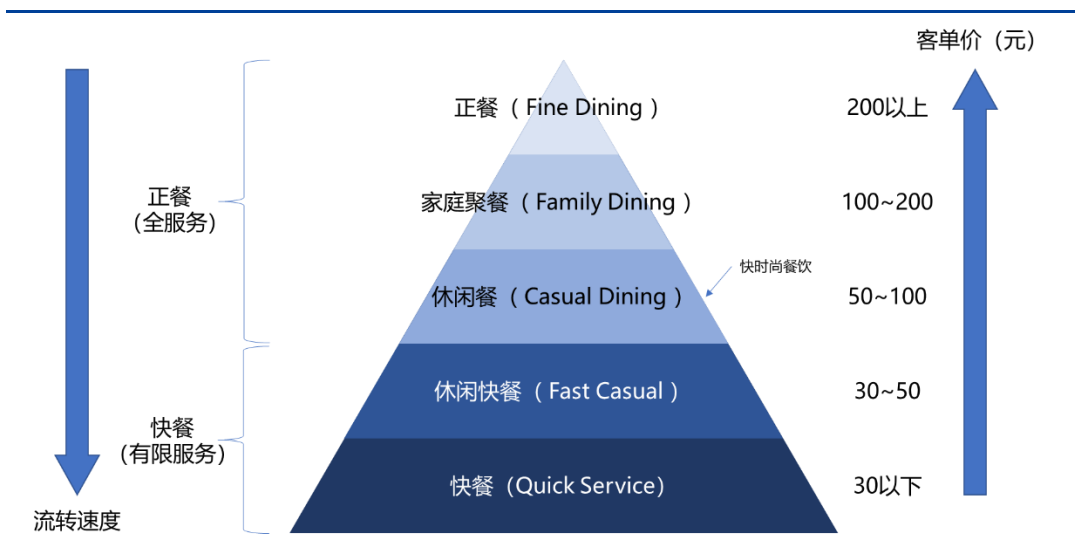 客单价（元）
正餐（ Fine Dining ）
200以上
家庭聚餐（ Family Dining ）
100~200
正餐
（全服务）
快时尚餐饮
休闲餐（ Casual Dining ）
50~100
休闲快餐（ Fast Casual ）
30~50
快餐
（有限服务）
快餐（Quick Service）
30以下
流转速度